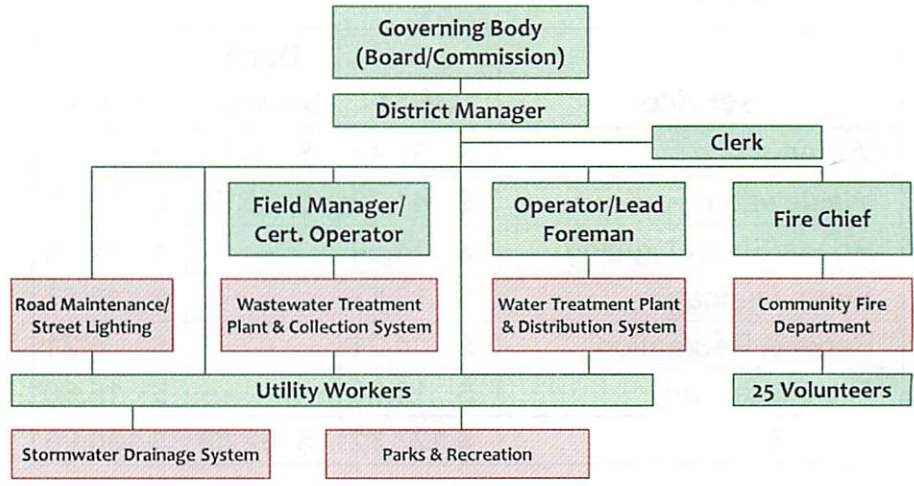 Governing Body
(Board/Commission)
District Manager
Clerk
Field Manager/
Cert. Operator
Operator/Lead
Foreman
Fire Chief
Road Maintenance/
Street Lighting
Wastewater Treatment
Plant & Collection System
Water Treatment Plant
& Distribution System
Community Fire
Department
Utility Workers
25 Volunteers
Stormwater Drainage System
Parks & Recreation